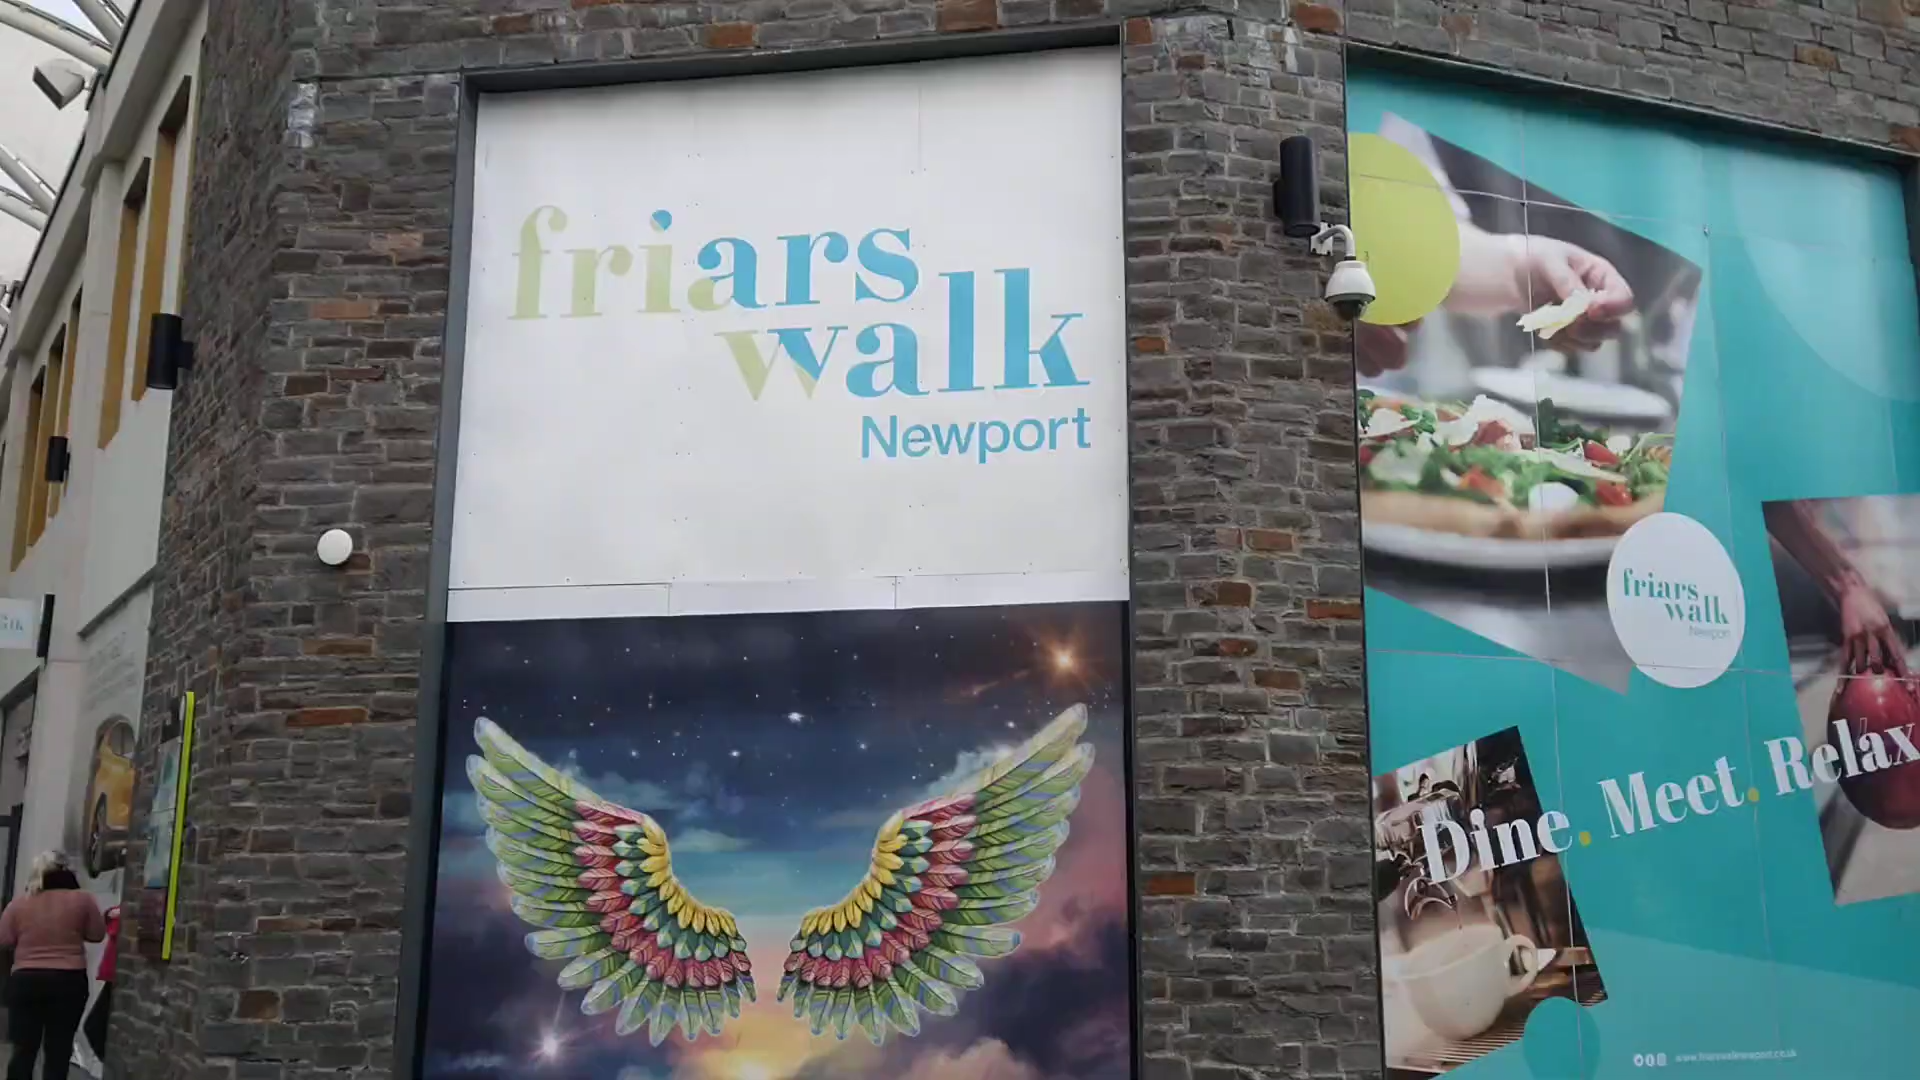 friars
walk
Newport
friars
walk
Newport
Dine. Meet. Relax